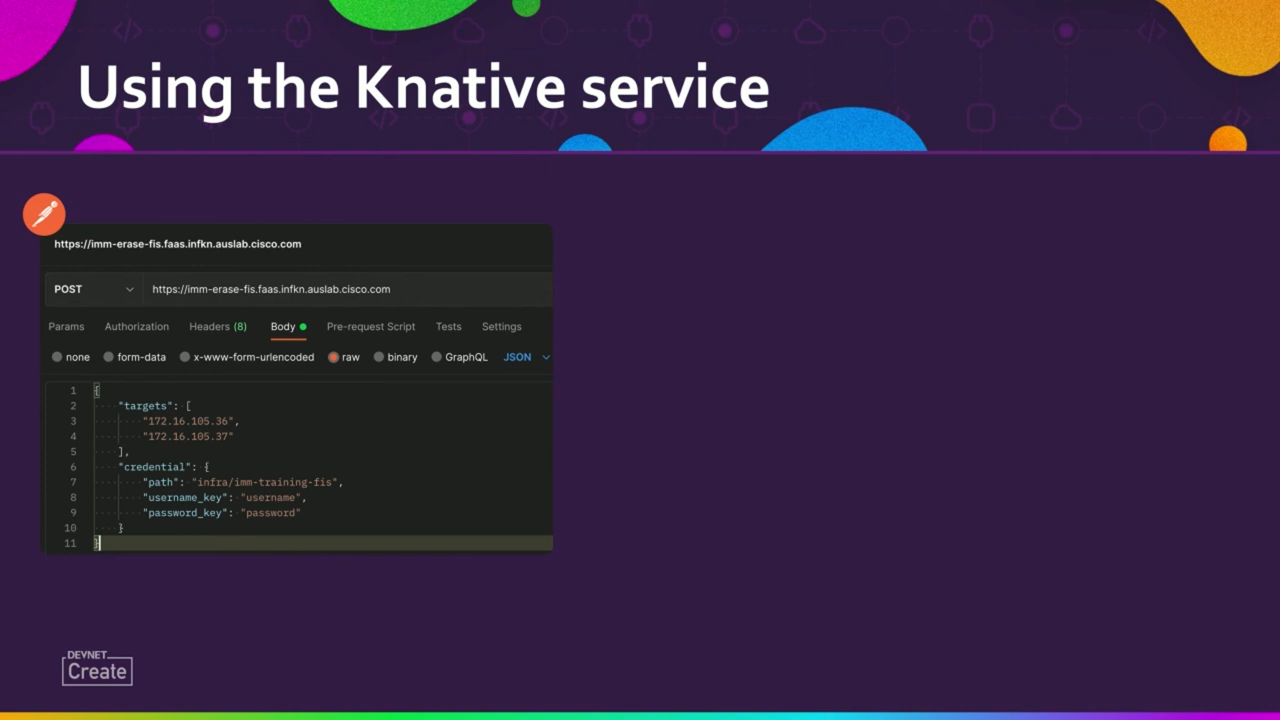 Using the Knative service
https://imm-erase-fis.faas.infkn.auslab.cisco.com
POST https://imm-erase-fis.faas.infkn.auslab.cisco.com
Params Authorization Headers (8) Body Pre-request Script Tests Settings
none form-data x-www-form-urlencoded raw binary GraphQL JSON
1 {
2 "targets": [
3 "172.16.105.36",
4 "172.16.105.37"
5 ],
6 "credential": {
7 "path": "infra/imm-training-fis",
8 "username_key": "username",
9 "password_key": "password"
10 }
11 }
DEVNET
Create